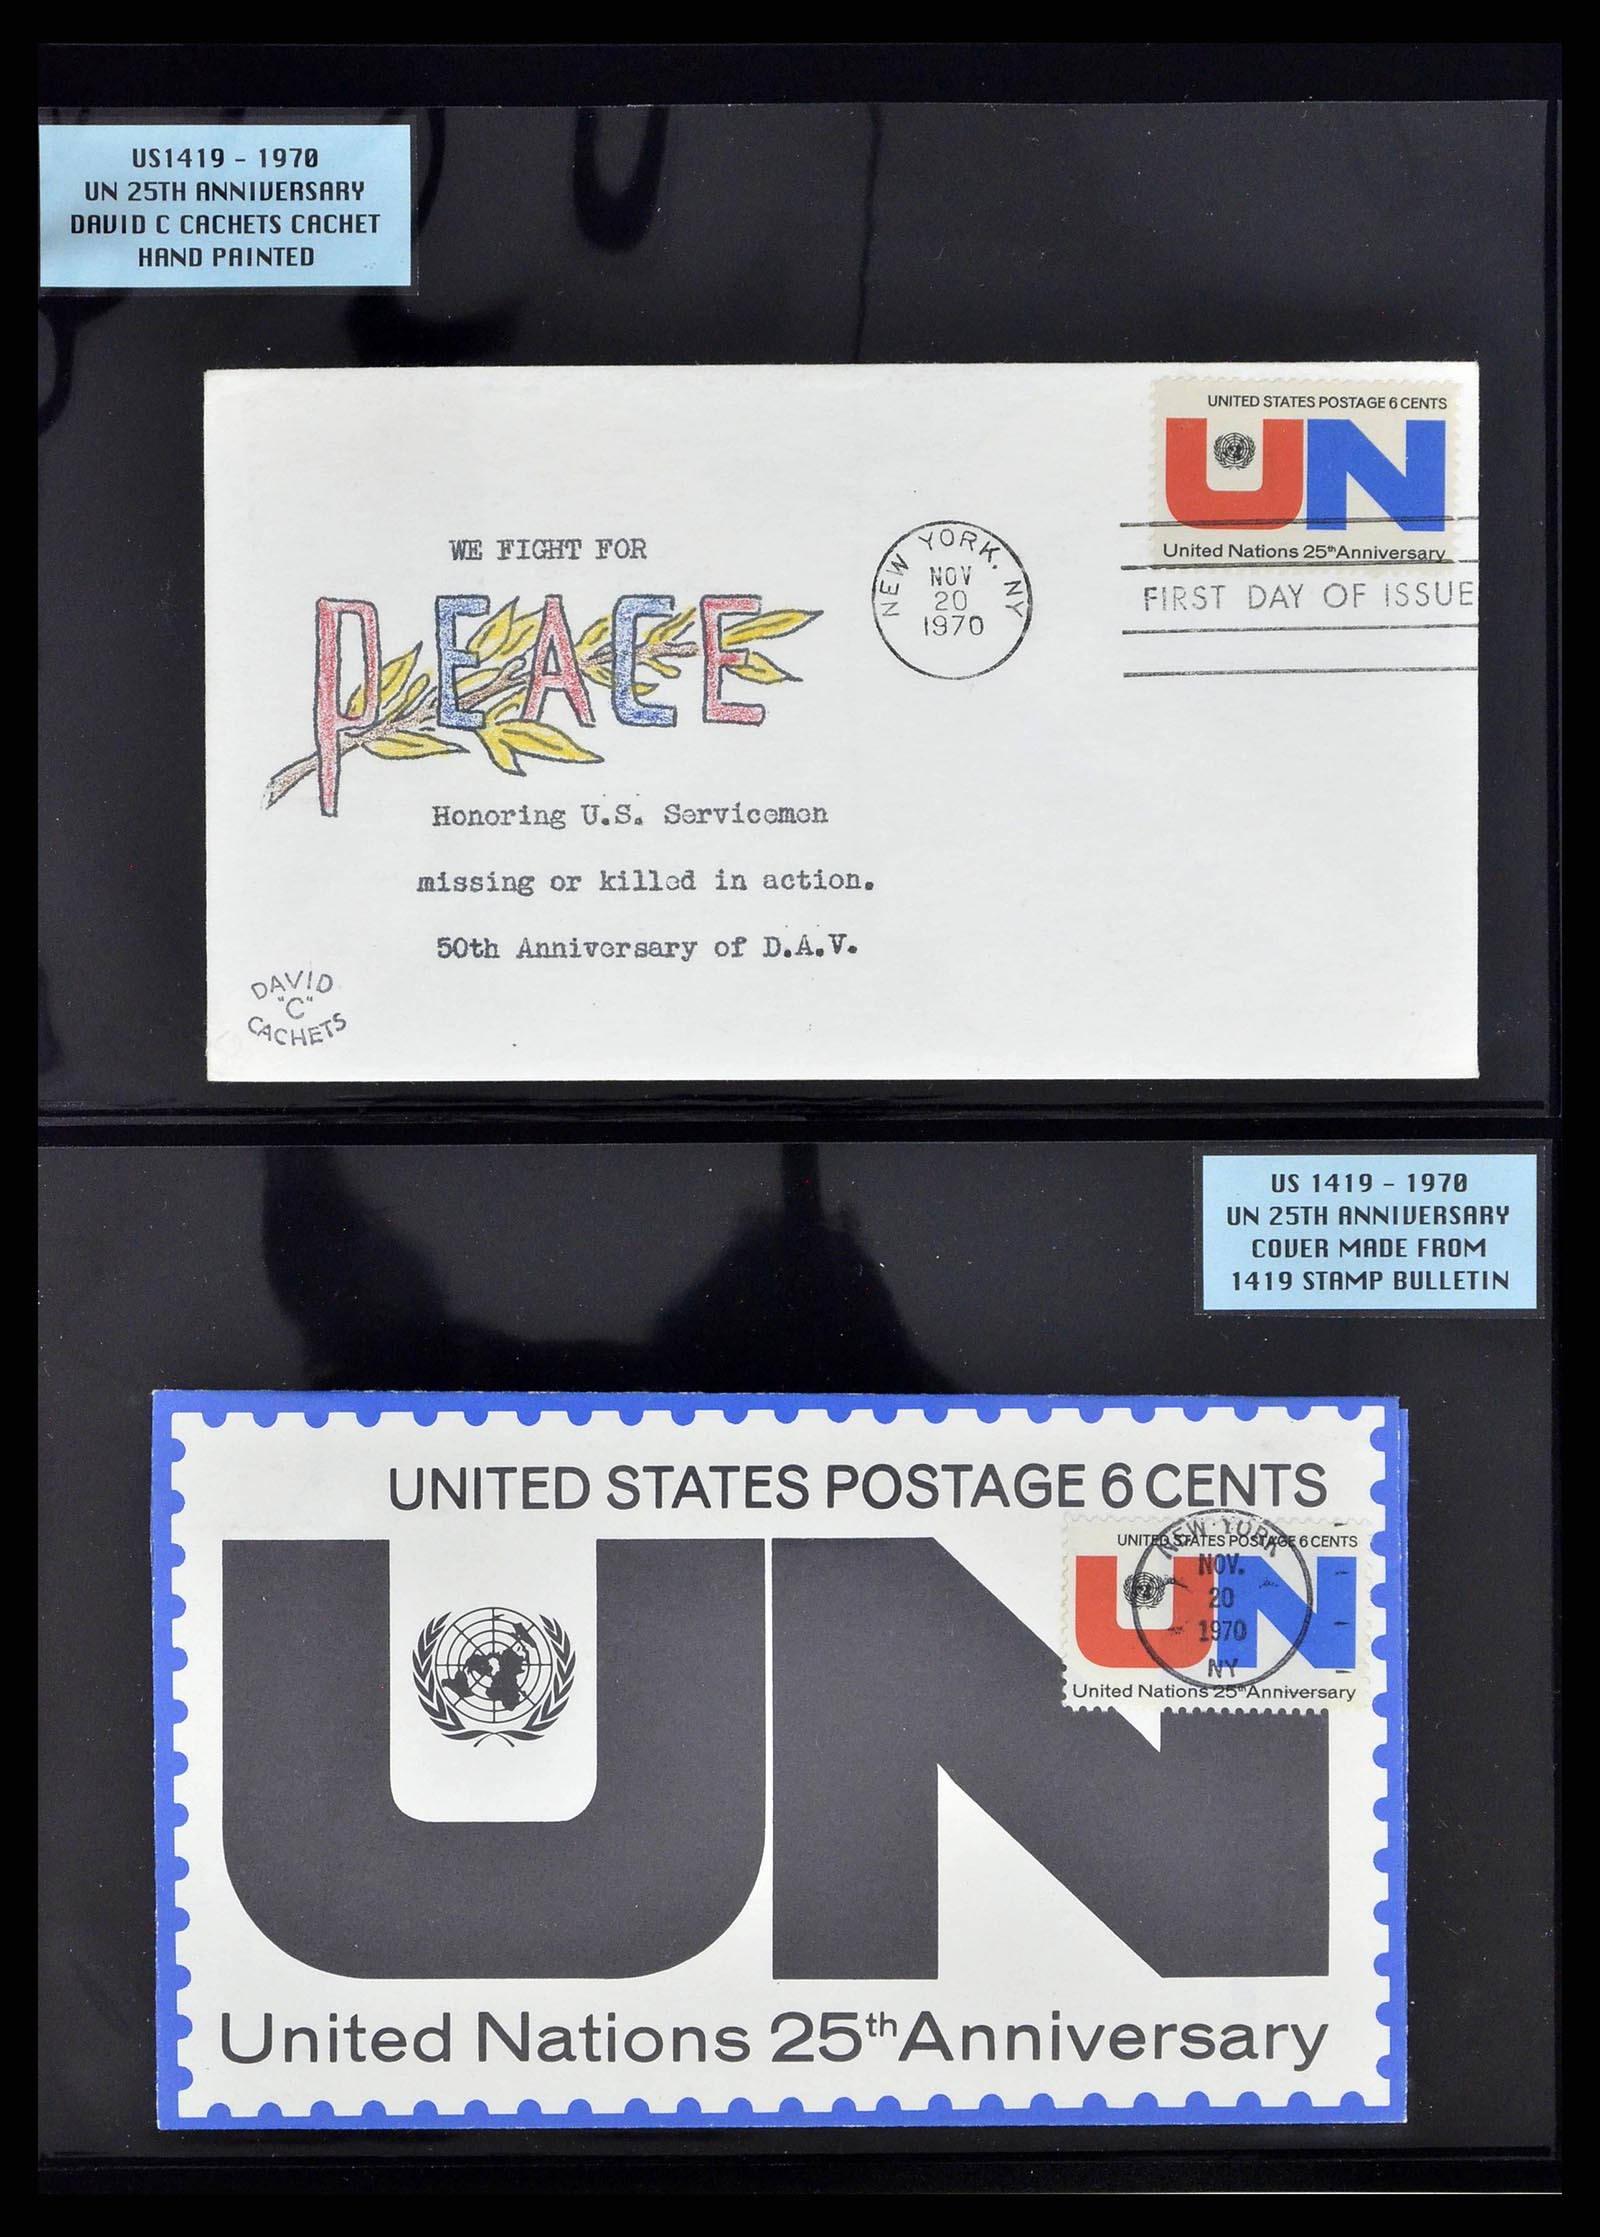 US1419 - 1970
UN 25TH ANNIVERSARY
DAVID C CACHETS CACHET
HAND PAINTED
UNITED STATES POSTAGE 6 CENTS
UN
United Nations 25th Anniversary
NEW YORK. NY
NOV
20
1970
FIRST DAY OF ISSUE
WE FIGHT FOR
PEACE
Honoring U.S. Servicemen
missing or killed in action.
50th Anniversary of D.A.V.
DAVID
"C"
CACHETS
US 1419 - 1970
UN 25TH ANNIVERSARY
COVER MADE FROM
1419 STAMP BULLETIN
UNITED STATES POSTAGE 6 CENTS
UN
United Nations 25th Anniversary
UNITED STATES POSTAGE 6 CENTS
UN
United Nations 25th Anniversary
NEW YORK
NOV.
20
1970
NY